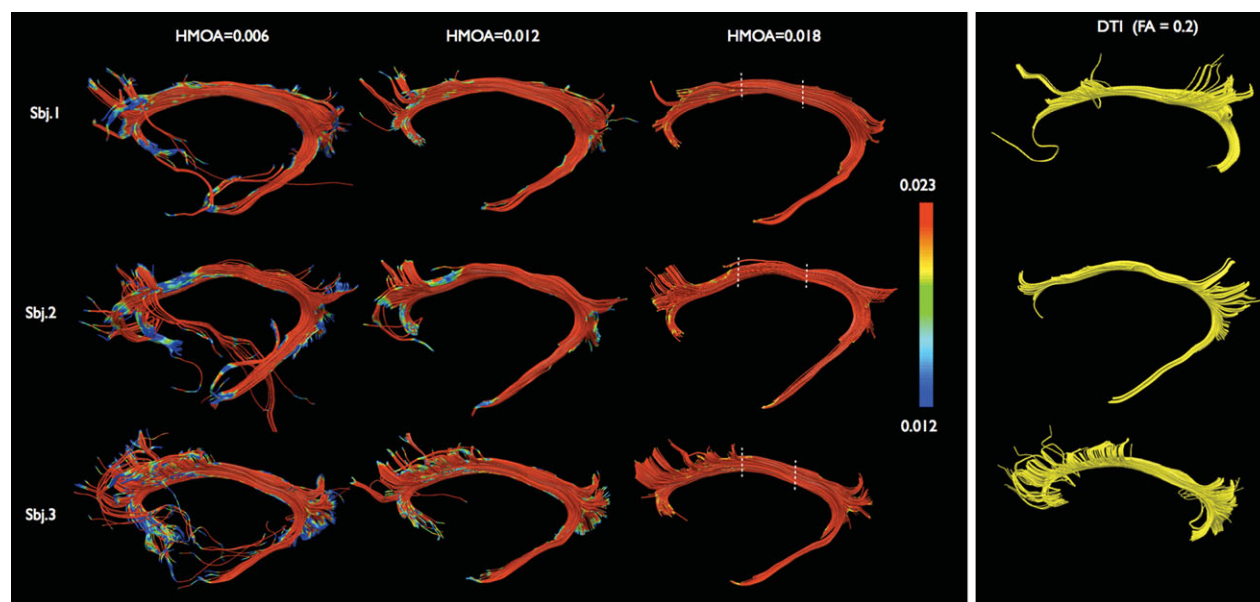 HMOA=0.006
HMOA=0.012
HMOA=0.018
DTI (FA = 0.2)
Sbj.1
0.023
Sbj.2
0.012
Sbj.3